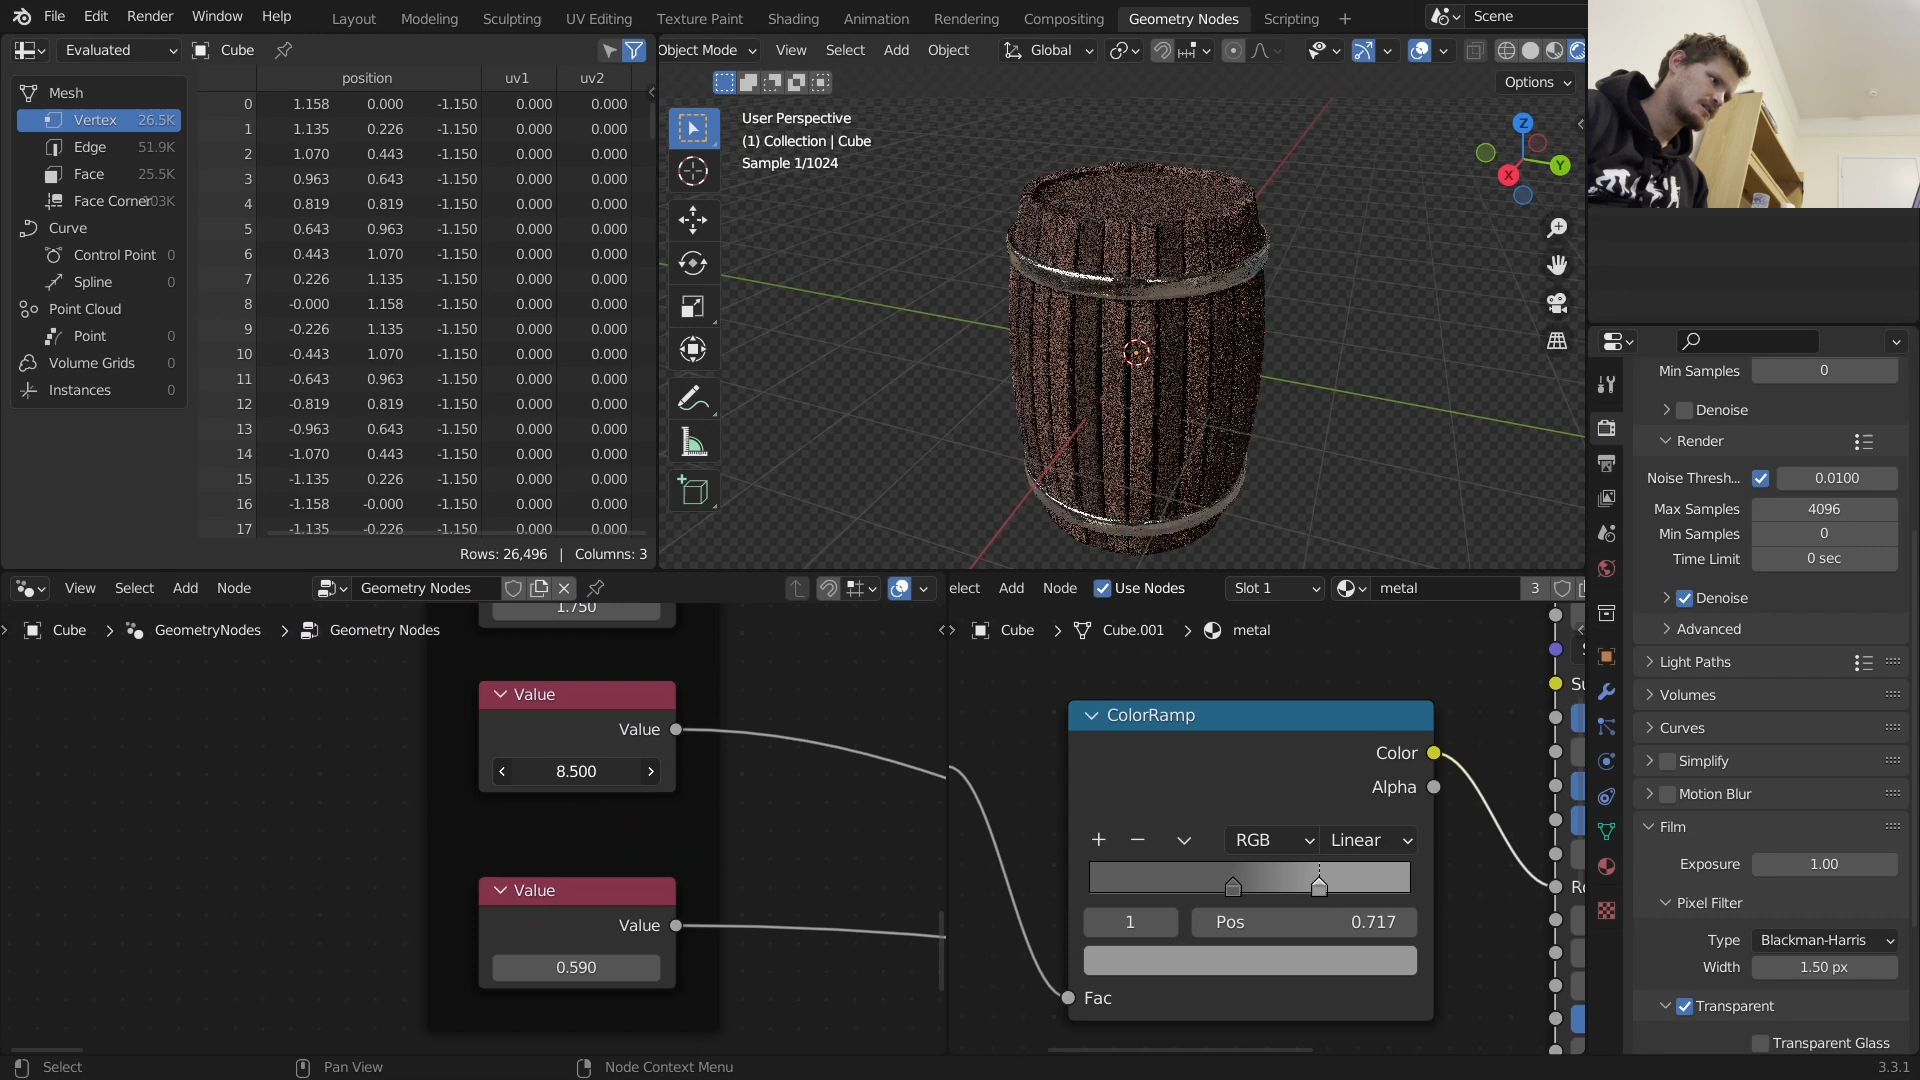 File Edit Render Window Help Layout Modeling Sculpting UV Editing Texture Paint Shading Animation Rendering Compositing Geometry Nodes Scripting Scene
Evaluated Cube
Object Mode View Select Add Object Global
Options
position uv1 uv2
0 1.158 0.000 -1.150 0.000 0.000
1 1.135 0.226 -1.150 0.000 0.000
2 1.070 0.443 -1.150 0.000 0.000
3 0.963 0.643 -1.150 0.000 0.000
4 0.819 0.819 -1.150 0.000 0.000
5 0.643 0.963 -1.150 0.000 0.000
6 0.443 1.070 -1.150 0.000 0.000
7 0.226 1.135 -1.150 0.000 0.000
8 -0.000 1.158 -1.150 0.000 0.000
9 -0.226 1.135 -1.150 0.000 0.000
10 -0.443 1.070 -1.150 0.000 0.000
11 -0.643 0.963 -1.150 0.000 0.000
12 -0.819 0.819 -1.150 0.000 0.000
13 -0.963 0.643 -1.150 0.000 0.000
14 -1.070 0.443 -1.150 0.000 0.000
15 -1.135 0.226 -1.150 0.000 0.000
16 -1.158 -0.000 -1.150 0.000 0.000
17 -1.135 -0.226 -1.150 0.000 0.000
Rows: 26,496 | Columns: 3
Mesh
Vertex 26.5K
Edge 51.9K
Face 25.5K
Face Corner
Curve
Control Point 0
Spline 0
Point Cloud
Point 0
Volume Grids 0
Instances 0
User Perspective
(1) Collection | Cube
Sample 1/1024
Z
Y
X
View Select Add Node Geometry Nodes
Cube GeometryNodes Geometry Nodes
1.750
Value
Value
8.500
Value
Value
0.590
elect Add Node Use Nodes Slot 1 metal 3
Cube Cube.001 metal
ColorRamp
Color
Alpha
RGB Linear
1 Pos 0.717
Fac
Min Samples 0
Denoise
Render
Noise Thresh... 0.0100
Max Samples 4096
Min Samples 0
Time Limit 0 sec
Denoise
Advanced
Light Paths
Volumes
Curves
Simplify
Motion Blur
Film
Exposure 1.00
Pixel Filter
Type Blackman-Harris
Width 1.50 px
Transparent
Transparent Glass
Select Pan View Node Context Menu 3.3.1